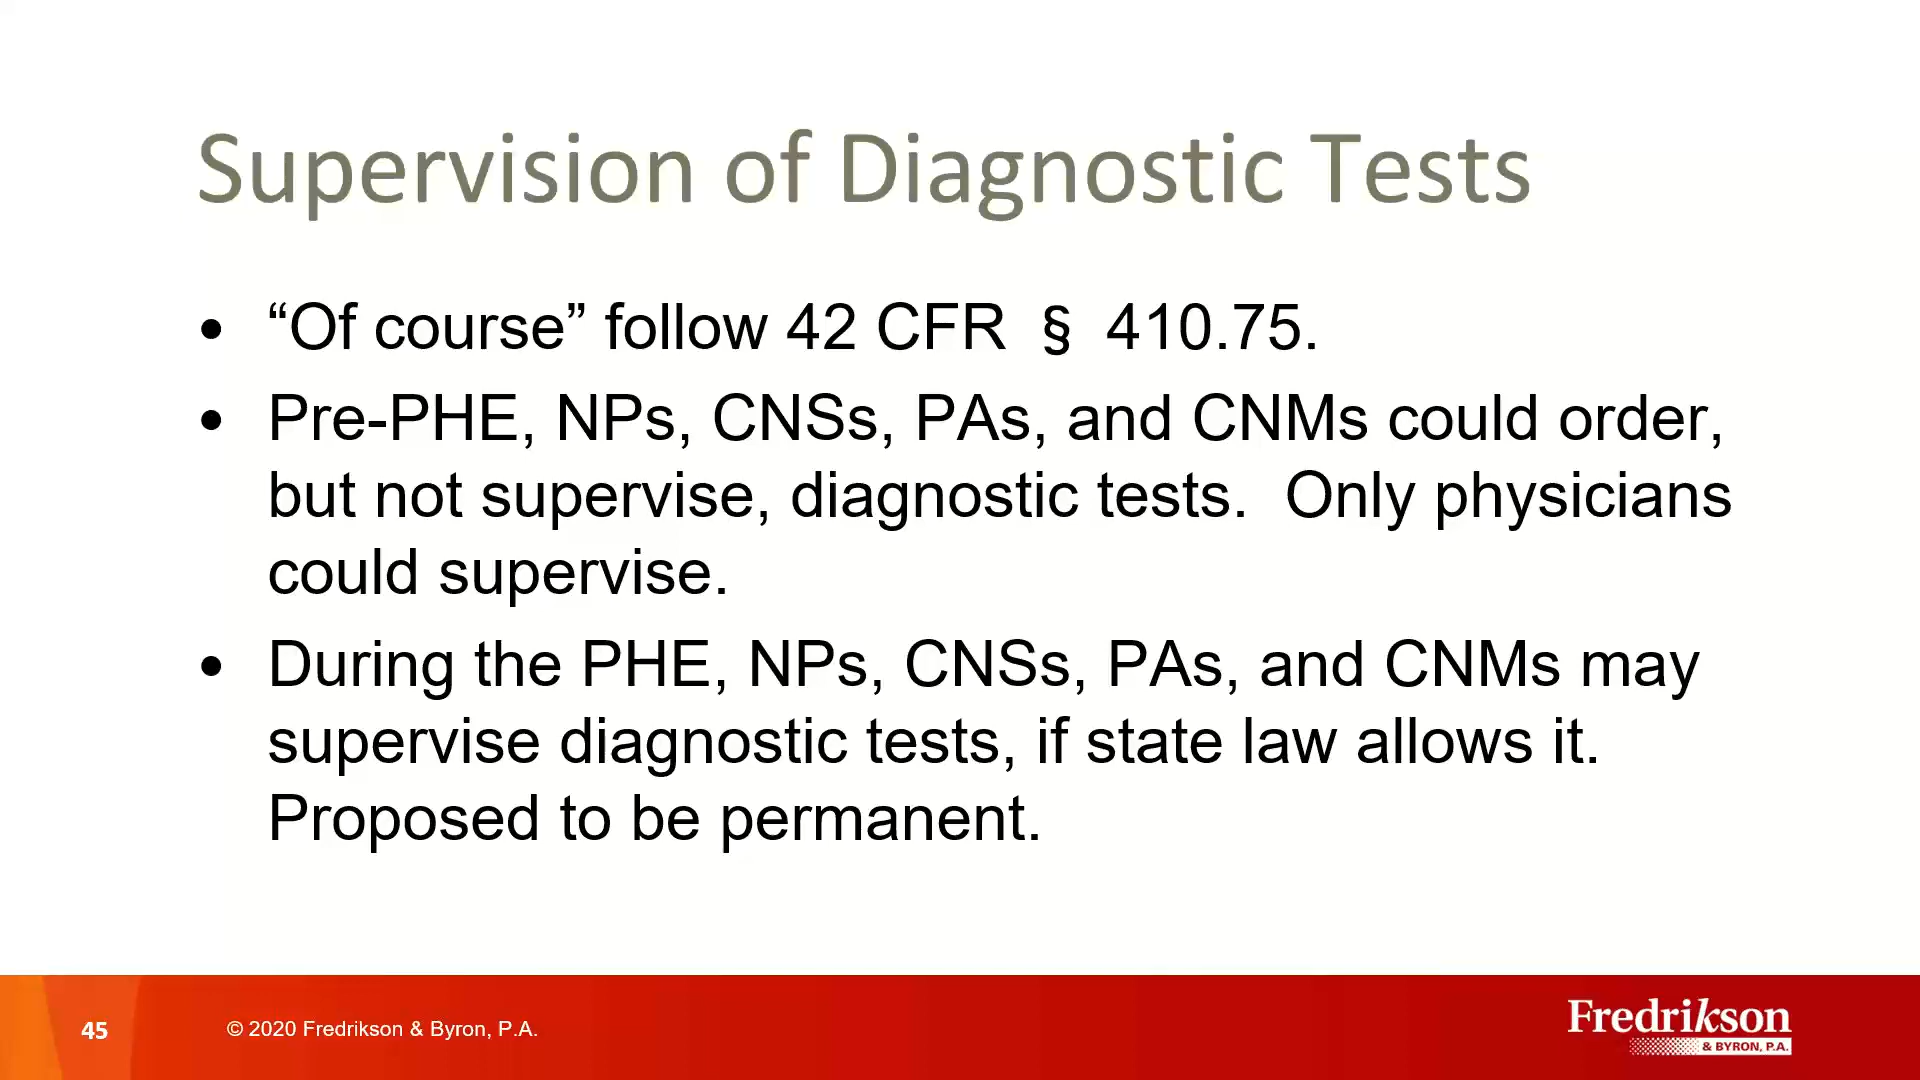 Supervision of Diagnostic Tests
• “Of course” follow 42 CFR § 410.75.
• Pre-PHE, NPs, CNSs, PAs, and CNMs could order,
but not supervise, diagnostic tests. Only physicians
could supervise.
• During the PHE, NPs, CNSs, PAs, and CNMs may
supervise diagnostic tests, if state law allows it.
Proposed to be permanent.
45
© 2020 Fredrikson & Byron, P.A.
Fredrikson
& BYRON, P.A.